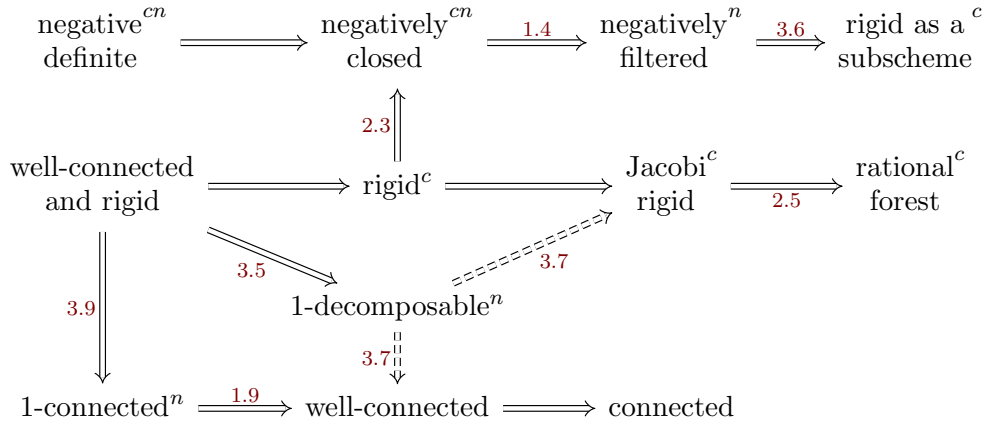 negative^{cn} definite
negatively^{cn} closed
1.4
negatively^{n} filtered
3.6
rigid as a^{c} subscheme
2.3
well-connected and rigid
rigid^{c}
Jacobi^{c} rigid
2.5
rational^{c} forest
3.5
3.7
1-decomposable^{n}
3.9
3.7
1-connected^{n}
1.9
well-connected
connected